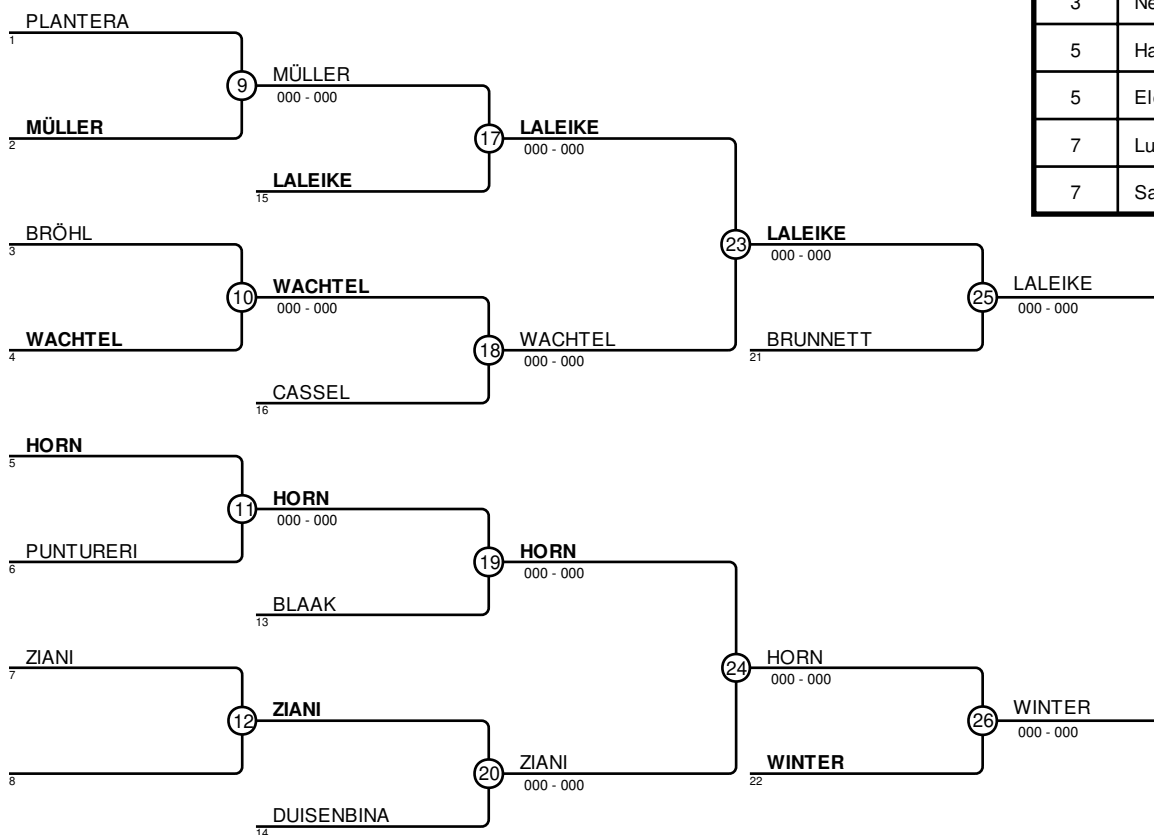 PLANTERA
1
9
MÜLLER
000 - 000
MÜLLER
2
17
LALEIKE
000 - 000
LALEIKE
15
BRÖHL
3
23
LALEIKE
000 - 000
10
WACHTEL
000 - 000
25
LALEIKE
000 - 000
WACHTEL
4
18
WACHTEL
000 - 000
BRUNNETT
21
CASSEL
16
HORN
5
11
HORN
000 - 000
PUNTURERI
6
19
HORN
000 - 000
BLAAK
13
ZIANI
7
24
HORN
000 - 000
12
ZIANI
26
WINTER
000 - 000
8
20
ZIANI
000 - 000
WINTER
22
DUISENBINA
14
3
5
5
7
7